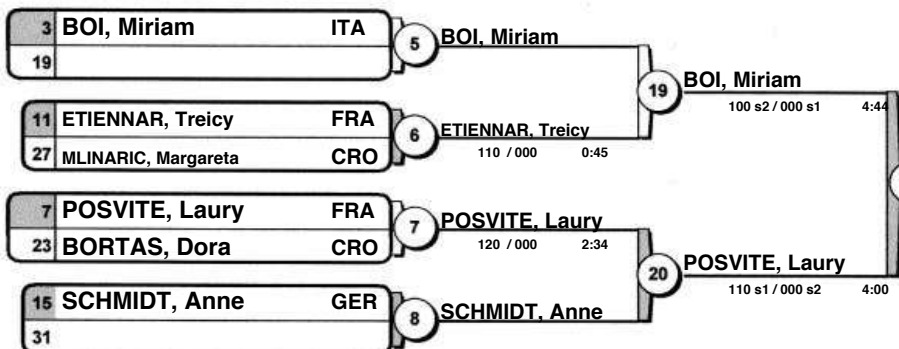 3 BOI, Miriam ITA
19
5 BOI, Miriam
11 ETIENNAR, Treicy FRA
27 MLINARIC, Margareta CRO
6 ETIENNAR, Treicy
110 / 000 0:45
19 BOI, Miriam
100 s2 / 000 s1 4:44
7 POSVITE, Laury FRA
23 BORTAS, Dora CRO
7 POSVITE, Laury
120 / 000 2:34
15 SCHMIDT, Anne GER
31
8 SCHMIDT, Anne
20 POSVITE, Laury
110 s1 / 000 s2 4:00